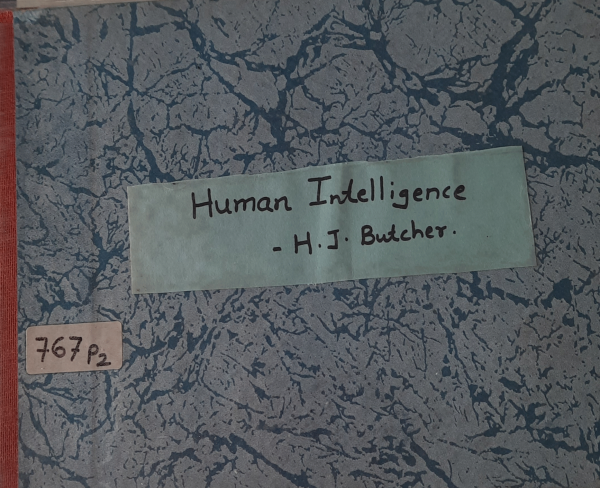 Human Intelligence
- H.J. Butcher.
767 P2